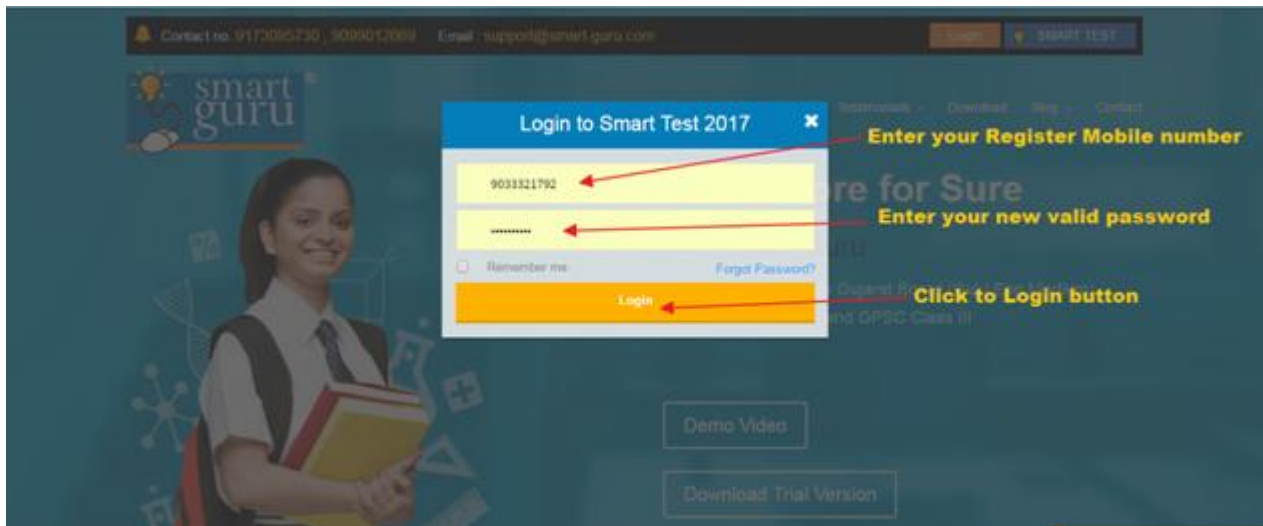 Contact no. 9173095730 , 9099012069 Email : support@smart-guru.com Login SMART TEST
smart
guru
Testimonials Download Blog Contact
Login to Smart Test 2017
Enter your Register Mobile number
9033321792
re for Sure
Enter your new valid password
Remember me Forgot Password?
Gujarat
Login
Click to Login button
and GPSC Class III
Demo Video
Download Trial Version